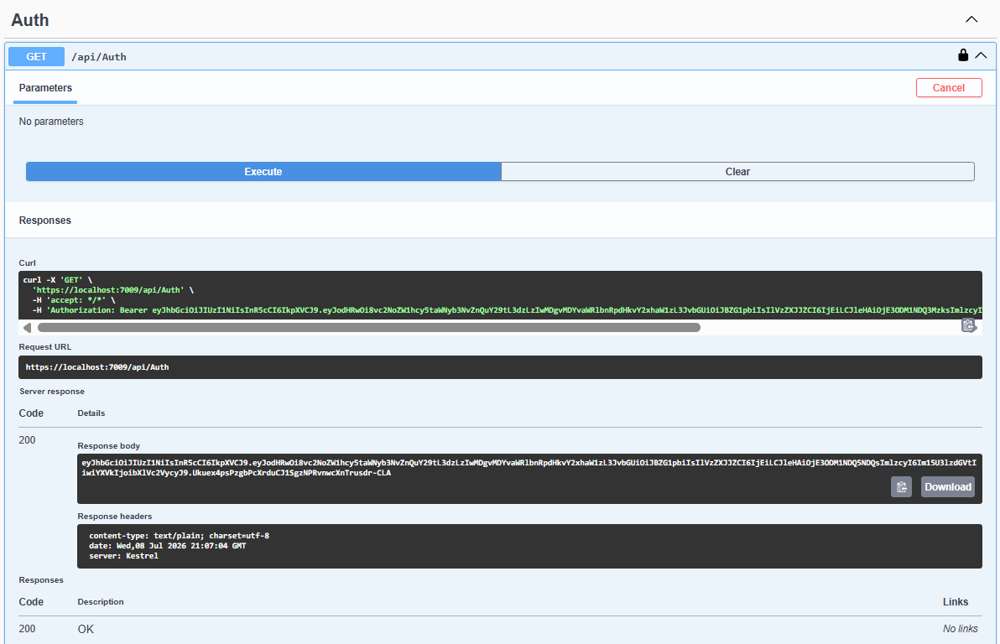 Auth
GET /api/Auth
Parameters
Cancel
No parameters
Execute
Clear
Responses
Curl
curl -X 'GET' \
'https://localhost:7009/api/Auth' \
-H 'accept: */*' \
-H 'Authorization: Bearer eyJhbGciOiJIUzI1NiIsInR5cCI6IkpXVCJ9.eyJodHRwOi8vc2NoZW1hcy5taWNyb3NvZnQuY29tL3dzLzIwMDgvMDYvaWRlbnRpdHkvY2xhaW1zL3JvbGUiOiJBZG1pbiIsIlVzZXJJZCI6IjEiLCJleHAiOjE3ODM1NDQ3MzksImlzcyI
Request URL
https://localhost:7009/api/Auth
Server response
Code Details
200
Response body
eyJhbGciOiJIUzI1NiIsInR5cCI6IkpXVCJ9.eyJodHRwOi8vc2NoZW1hcy5taWNyb3NvZnQuY29tL3dzLzIwMDgvMDYvaWRlbnRpdHkvY2xhaW1zL3JvbGUiOiJBZG1pbiIsIlVzZXJJZCI6IjEiLCJleHAiOjE3ODM1NDQ5NDQsImlzcyI6Im15U3lzdGVtI
iwiYXVkIjoibXlVc2VycyJ9.Ukuex4psPzgbPcXrduCJ1SgzNPRvnwcXnTrusdr-CLA
Download
Response headers
content-type: text/plain; charset=utf-8
date: Wed,08 Jul 2026 21:07:04 GMT
server: Kestrel
Responses
Code Description Links
200 OK No links